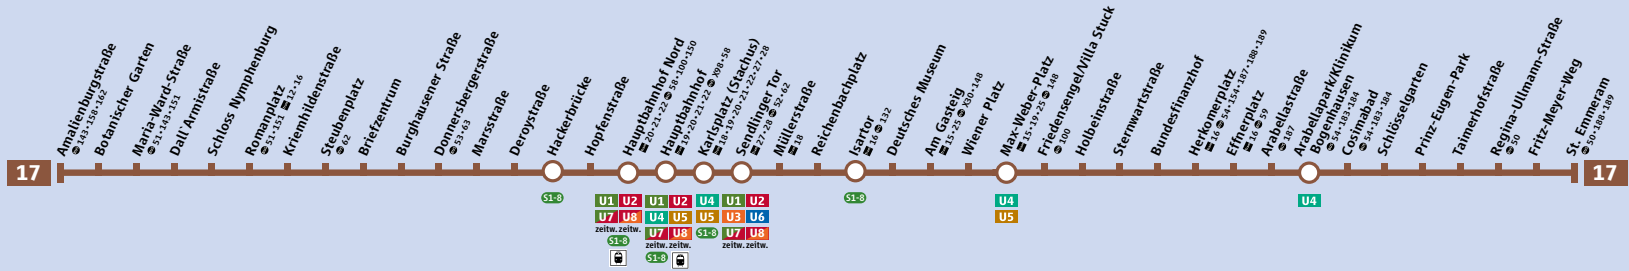 17
Amalienburgstraße
143•158•162
Botanischer Garten
Maria-Ward-Straße
51•143•151
Dall´Armistraße
Schloss Nymphenburg
Romanplatz
51•151 12•16
Kriemhildenstraße
Steubenplatz
62
Briefzentrum
Burghausener Straße
Donnersbergerstraße
53•63
Marsstraße
Deroystraße
Hackerbrücke
S1-8
Hopfenstraße
Hauptbahnhof Nord
20•21•22 58•100•150
U1 U2
U7 U8
zeitw. zeitw.
S1-8
Hauptbahnhof
19•20•21•22 X98•58
U1 U2
U4 U5
U7 U8
zeitw. zeitw.
S1-8
Karlsplatz (Stachus)
18•19•20•21•22•27•28
U4
U5
S1-8
Sendlinger Tor
27•28 52•62
U1 U2
U3 U6
U7 U8
zeitw. zeitw.
Müllerstraße
18
Reichenbachplatz
Isartor
16 132
S1-8
Deutsches Museum
Am Gasteig
15•25 X30•148
Wiener Platz
Max-Weber-Platz
15•19•25 148
U4
U5
Friedensengel/Villa Stuck
100
Holbeinstraße
Sternwartstraße
Bundesfinanzhof
Herkomerplatz
16 54•154•187•188•189
Effnerplatz
16 59
Arabellastraße
187
Arabellapark/Klinikum
Bogenhausen
54•183•184
U4
Cosimabad
54•183•184
Schlösselgarten
Prinz-Eugen-Park
Taimerhofstraße
Regina-Ullmann-Straße
50
Fritz-Meyer-Weg
St. Emmeram
50•188•189
17